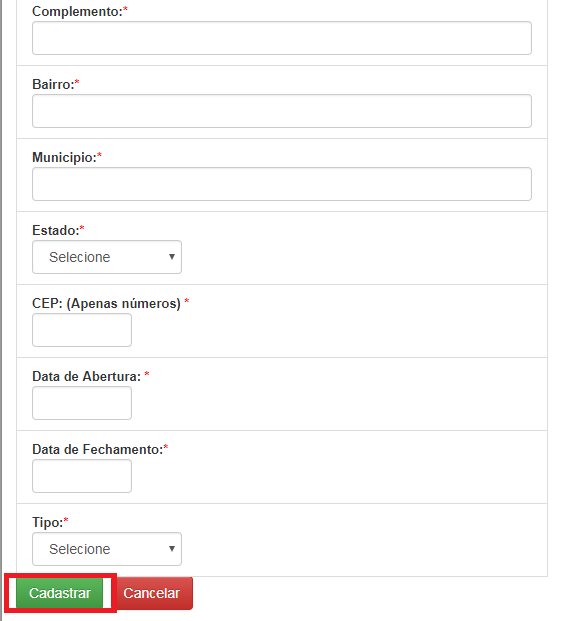 Complemento:*
Bairro:*
Municipio:*
Estado:*
Selecione
CEP: (Apenas números) *
Data de Abertura: *
Data de Fechamento:*
Tipo:*
Selecione
Cadastrar Cancelar